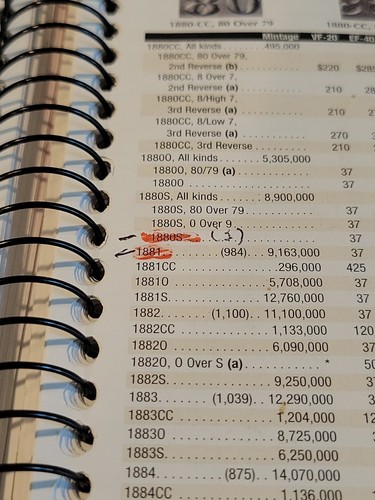 1880-CC, 80 Over 79
Mintage VF-20 EF-40
1880CC, All kinds . . . . . . . 495,000
1880CC, 80 Over 79,
2nd Reverse (b) . . . . . . . . . . . . $220
1880CC, 8 Over 7,
2nd Reverse (a) . . . . . . . . . . . . 210
1880CC, 8/High 7,
3rd Reverse (a) . . . . . . . . . . . . 210
1880CC, 8/Low 7,
3rd Reverse (a) . . . . . . . . . . . . 270
1880CC, 3rd Reverse . . . . . . . . 210
1880O, All kinds . . . . . . . 5,305,000
1880O, 80/79 (a) . . . . . . . . . . . 37
1880O . . . . . . . . . . . . . . . . . . 37
1880S, All kinds . . . . . . . 8,900,000
1880S, 80 Over 79 . . . . . . . . . . 37
1880S, 0 Over 9 . . . . . . . . . . . . 37
1880S . . . . . . . . . . . . . . . . . . 37
1881 . . . . . . . . (984) . . 9,163,000 37
1881CC . . . . . . . . . . . . . . 296,000 425
1881O . . . . . . . . . . . . . 5,708,000 37
1881S . . . . . . . . . . . . . 12,760,000 37
1882 . . . . . . . (1,100) . 11,100,000 37
1882CC . . . . . . . . . . . . 1,133,000 120
1882O . . . . . . . . . . . . . 6,090,000 37
1882O, O Over S (a) . . . . . . . . . . *
1882S . . . . . . . . . . . . . 9,250,000
1883 . . . . . . . (1,039) . 12,290,000
1883CC . . . . . . . . . . . . 1,204,000
1883O . . . . . . . . . . . . . 8,725,000
1883S . . . . . . . . . . . . . 6,250,000
1884 . . . . . . . . (875) . . 14,070,000
1884CC . . . . . . . . . . . . 1,136,000